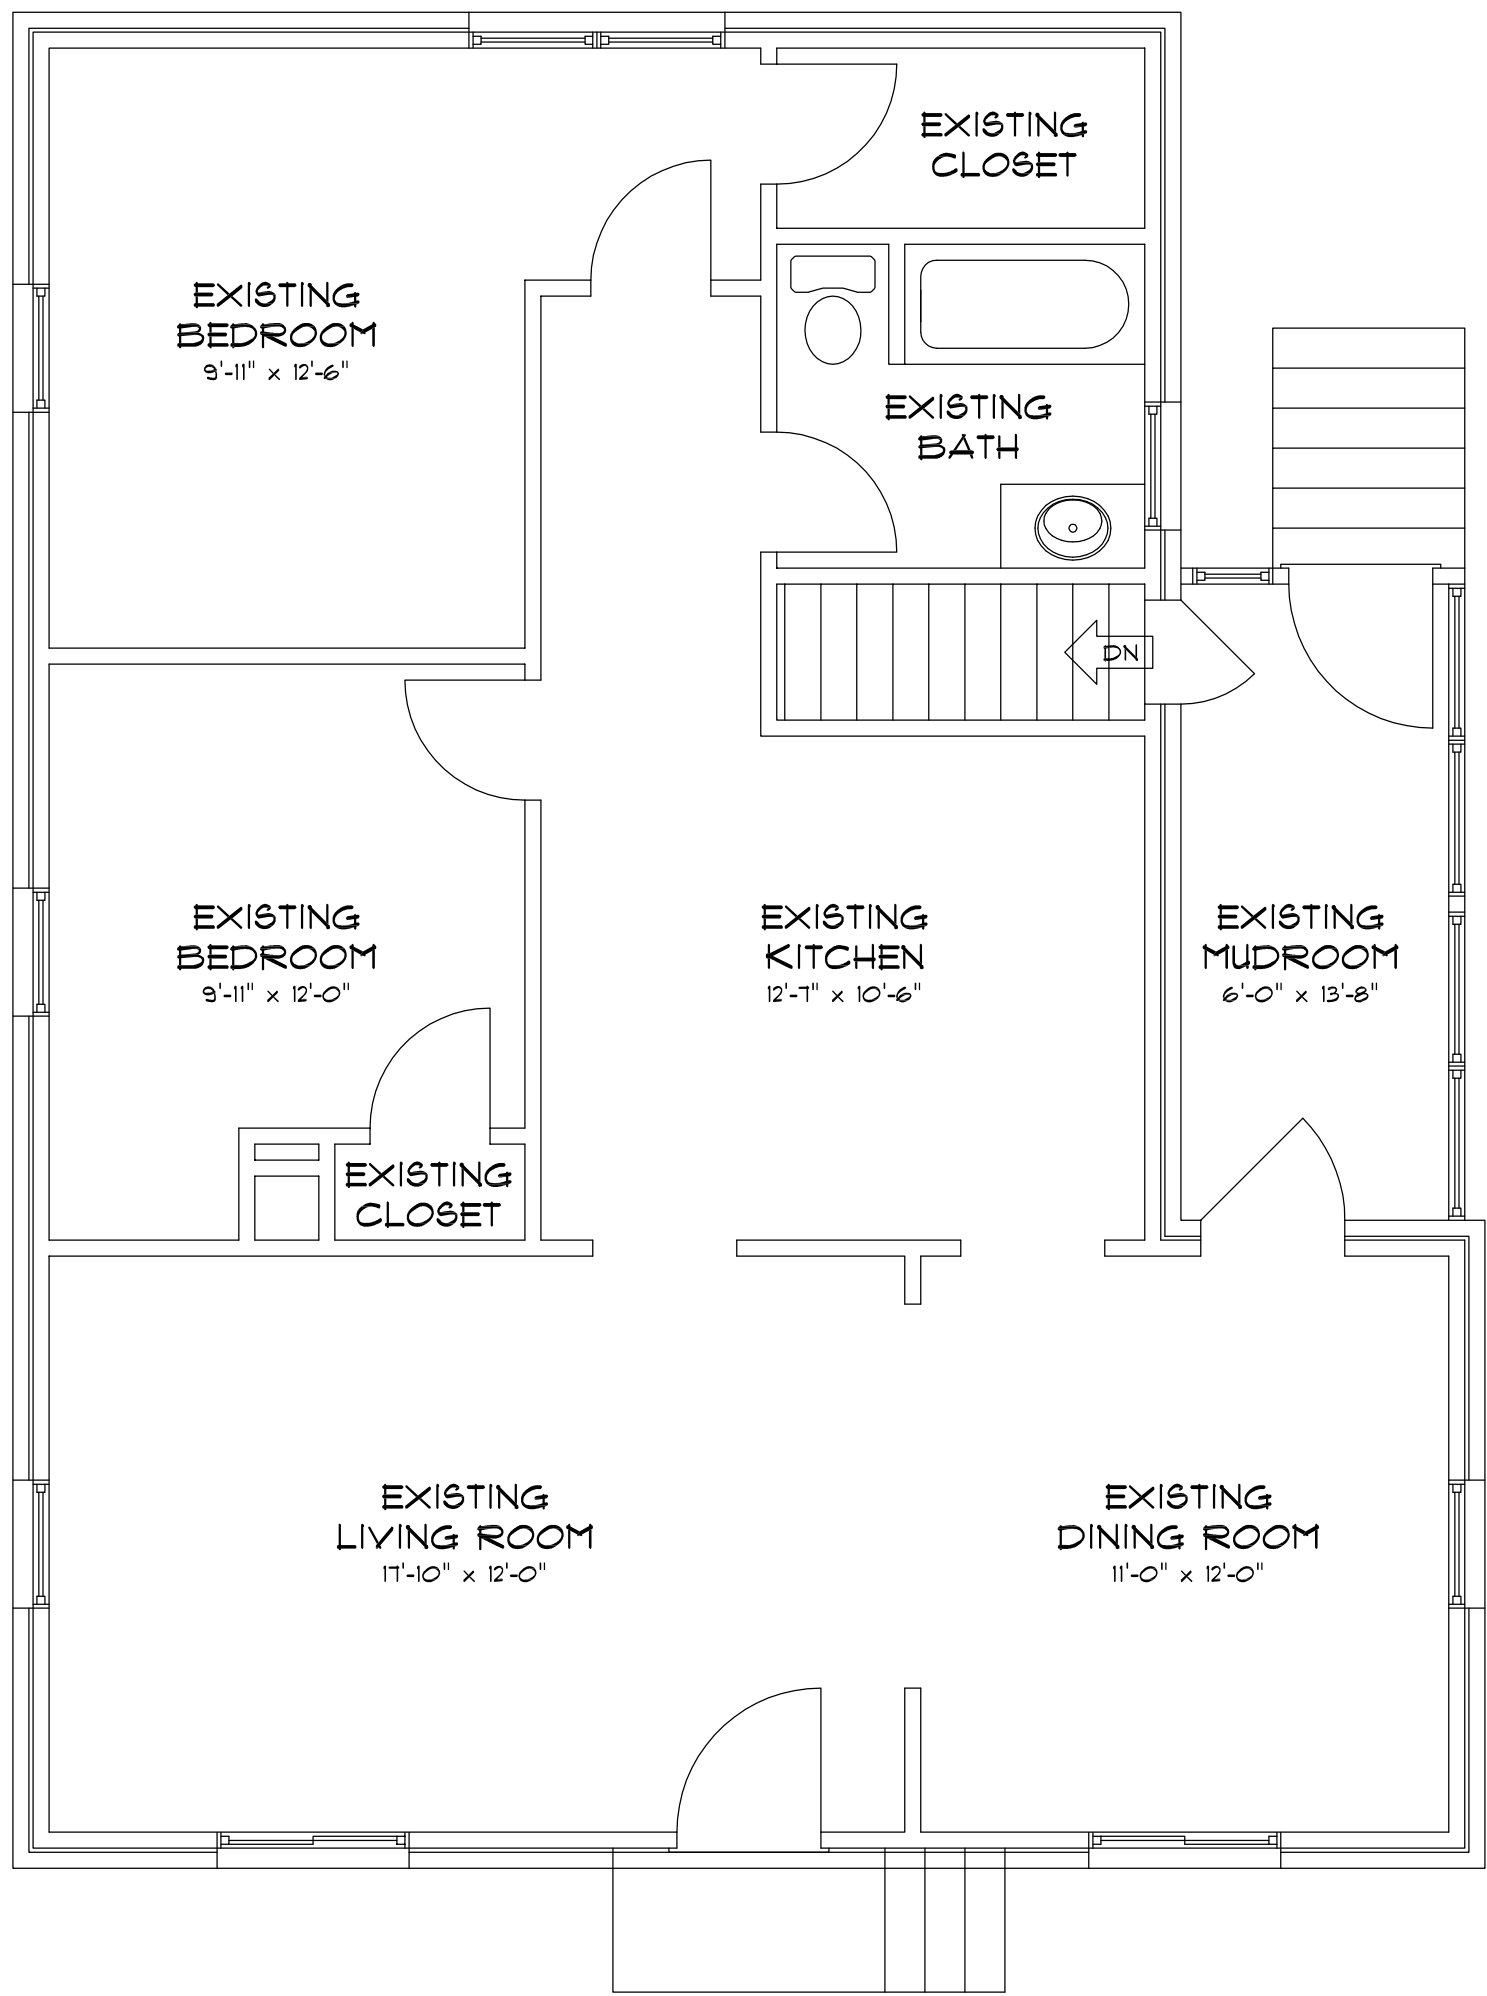 EXISTING
CLOSET
EXISTING
BEDROOM
9'-11" x 12'-6"
EXISTING
BATH
DN
EXISTING
BEDROOM
9'-11" x 12'-0"
EXISTING
KITCHEN
12'-7" x 10'-6"
EXISTING
MUDROOM
6'-0" x 13'-8"
EXISTING
CLOSET
EXISTING
LIVING ROOM
17'-10" x 12'-0"
EXISTING
DINING ROOM
11'-0" x 12'-0"